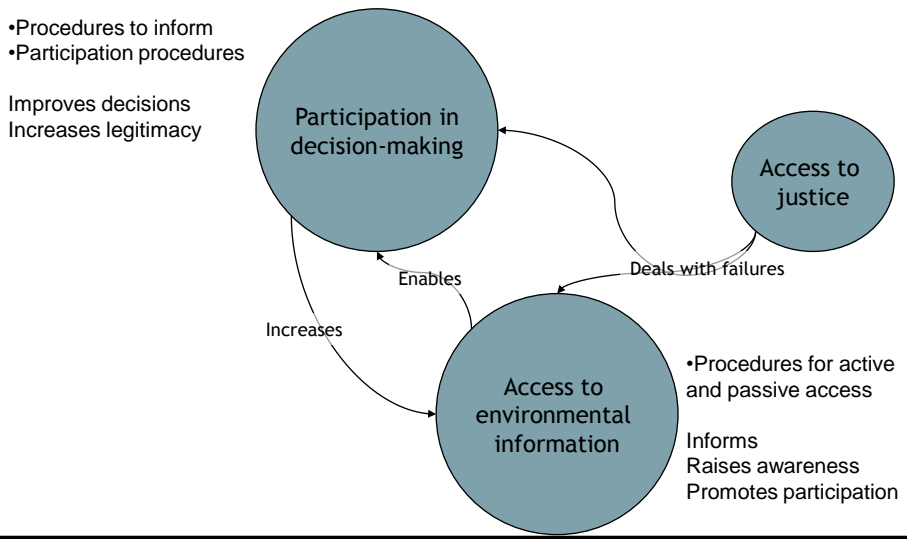 •Procedures to inform
•Participation procedures
Improves decisions
Increases legitimacy
Participation in
decision-making
Access to
justice
Deals with failures
Enables
Increases
Access to
environmental
information
•Procedures for active
and passive access
Informs
Raises awareness
Promotes participation